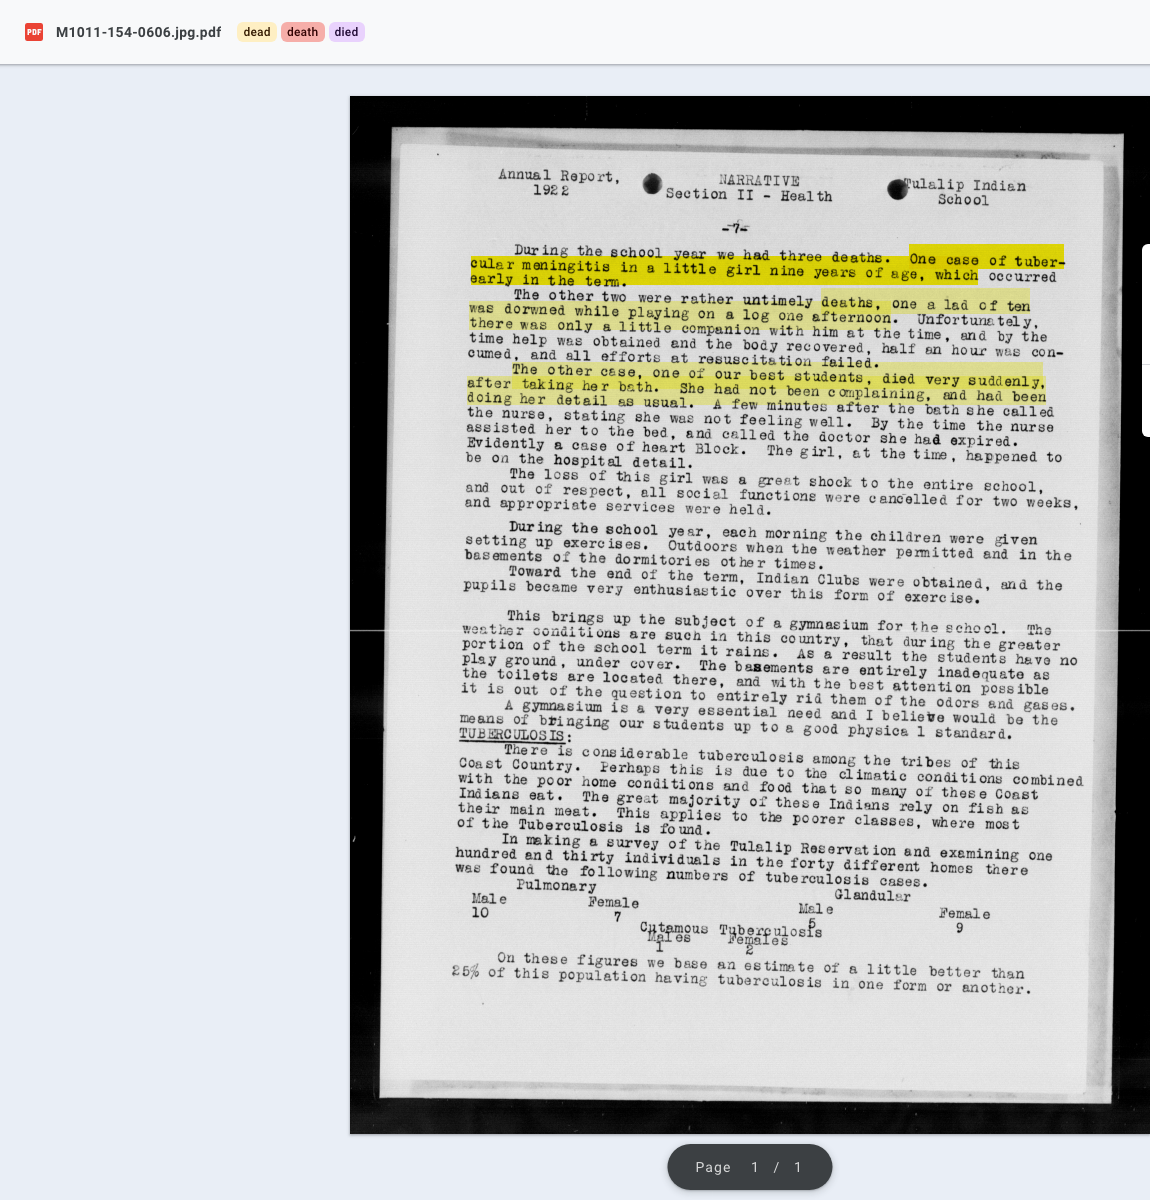 M1011-154-0606.jpg.pdf dead death died
Annual Report, NARRATIVE Tulalip Indian
1922 Section II - Health School
-7-
During the school year we had three deaths. One case of tuber-
cular meningitis in a little girl nine years of age, which occurred
early in the term.
The other two were rather untimely deaths, one a lad of ten
was dorwned while playing on a log one afternoon. Unfortunately,
there was only a little companion with him at the time, and by the
time help was obtained and the body recovered, half an hour was con-
cumed, and all efforts at resuscitation failed.
The other case, one of our best students, died very suddenly,
after taking her bath. She had not been complaining, and had been
doing her detail as usual. A few minutes after the bath she called
the nurse, stating she was not feeling well. By the time the nurse
assisted her to the bed, and called the doctor she had expired.
Evidently a case of heart Block. The girl, at the time, happened to
be on the hospital detail.
The loss of this girl was a great shock to the entire school,
and out of respect, all social functions were cancelled for two weeks,
and appropriate services were held.
During the school year, each morning the children were given
setting up exercises. Outdoors when the weather permitted and in the
basements of the dormitories other times.
Toward the end of the term, Indian Clubs were obtained, and the
pupils became very enthusiastic over this form of exercise.
This brings up the subject of a gymnasium for the school. The
weather conditions are such in this country, that during the greater
portion of the school term it rains. As a result the students have no
play ground, under cover. The basements are entirely inadequate as
the toilets are located there, and with the best attention possible
it is out of the question to entirely rid them of the odors and gases.
A gymnasium is a very essential need and I believe would be the
means of bringing our students up to a good physica l standard.
TUBERCULOSIS:
There is considerable tuberculosis among the tribes of this
Coast Country. Perhaps this is due to the climatic conditions combined
with the poor home conditions and food that so many of these Coast
Indians eat. The great majority of these Indians rely on fish as
their main meat. This applies to the poorer classes, where most
of the Tuberculosis is found.
In making a survey of the Tulalip Reservation and examining one
hundred and thirty individuals in the forty different homes there
was found the following numbers of tuberculosis cases.
Pulmonary Glandular
Male Female Male Female
10 7 5 9
Cutamous Tuberculosis
Males Females
1 2
On these figures we base an estimate of a little better than
25% of this population having tuberculosis in one form or another.
Page 1 / 1